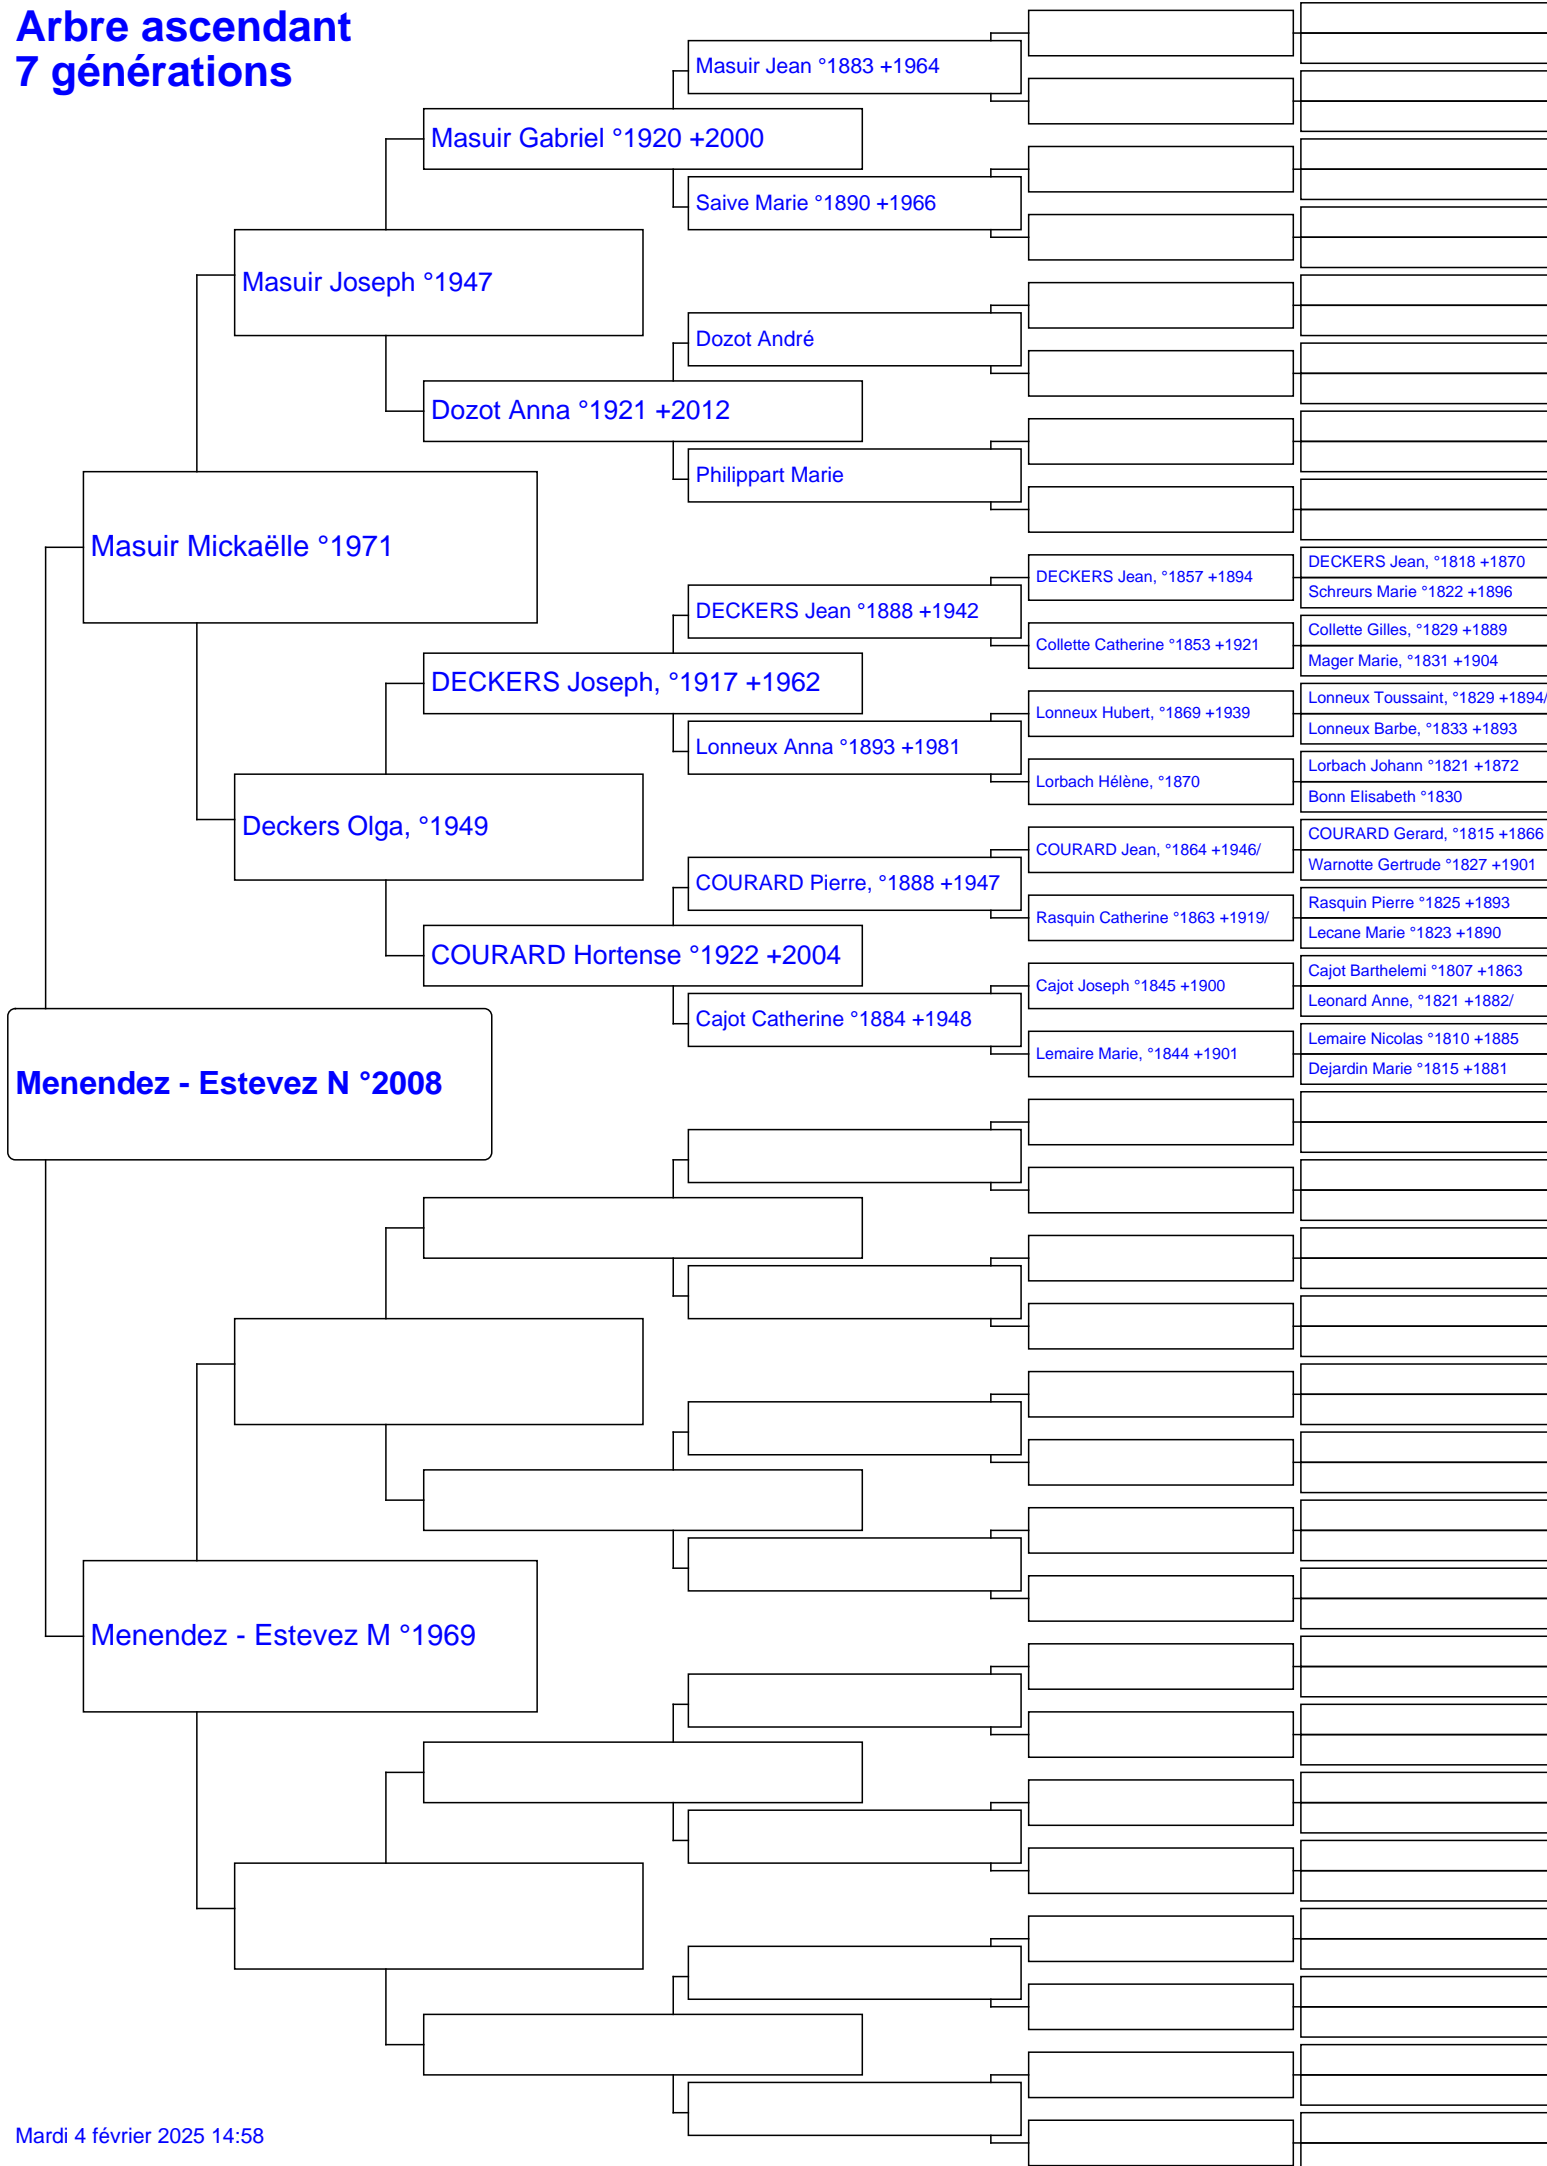 Arbre ascendant
7 générations
Masuir Jean °1883 +1964
Masuir Gabriel °1920 +2000
Saive Marie °1890 +1966
Masuir Joseph °1947
Dozot André
Dozot Anna °1921 +2012
Philippart Marie
Masuir Mickaëlle °1971
DECKERS Jean, °1818 +1870
DECKERS Jean, °1857 +1894
Schreurs Marie °1822 +1896
DECKERS Jean °1888 +1942
Collette Gilles, °1829 +1889
Collette Catherine °1853 +1921
Mager Marie, °1831 +1904
DECKERS Joseph, °1917 +1962
Lonneux Toussaint, °1829 +1894/
Lonneux Hubert, °1869 +1939
Lonneux Barbe, °1833 +1893
Lonneux Anna °1893 +1981
Lorbach Johann °1821 +1872
Lorbach Hélène, °1870
Bonn Elisabeth °1830
Deckers Olga, °1949
COURARD Gerard, °1815 +1866
COURARD Jean, °1864 +1946/
Warnotte Gertrude °1827 +1901
COURARD Pierre, °1888 +1947
Rasquin Pierre °1825 +1893
Rasquin Catherine °1863 +1919/
Lecane Marie °1823 +1890
COURARD Hortense °1922 +2004
Cajot Barthelemi °1807 +1863
Cajot Joseph °1845 +1900
Leonard Anne, °1821 +1882/
Cajot Catherine °1884 +1948
Lemaire Nicolas °1810 +1885
Lemaire Marie, °1844 +1901
Dejardin Marie °1815 +1881
Menendez - Estevez N °2008
Menendez - Estevez M °1969
Mardi 4 février 2025 14:58